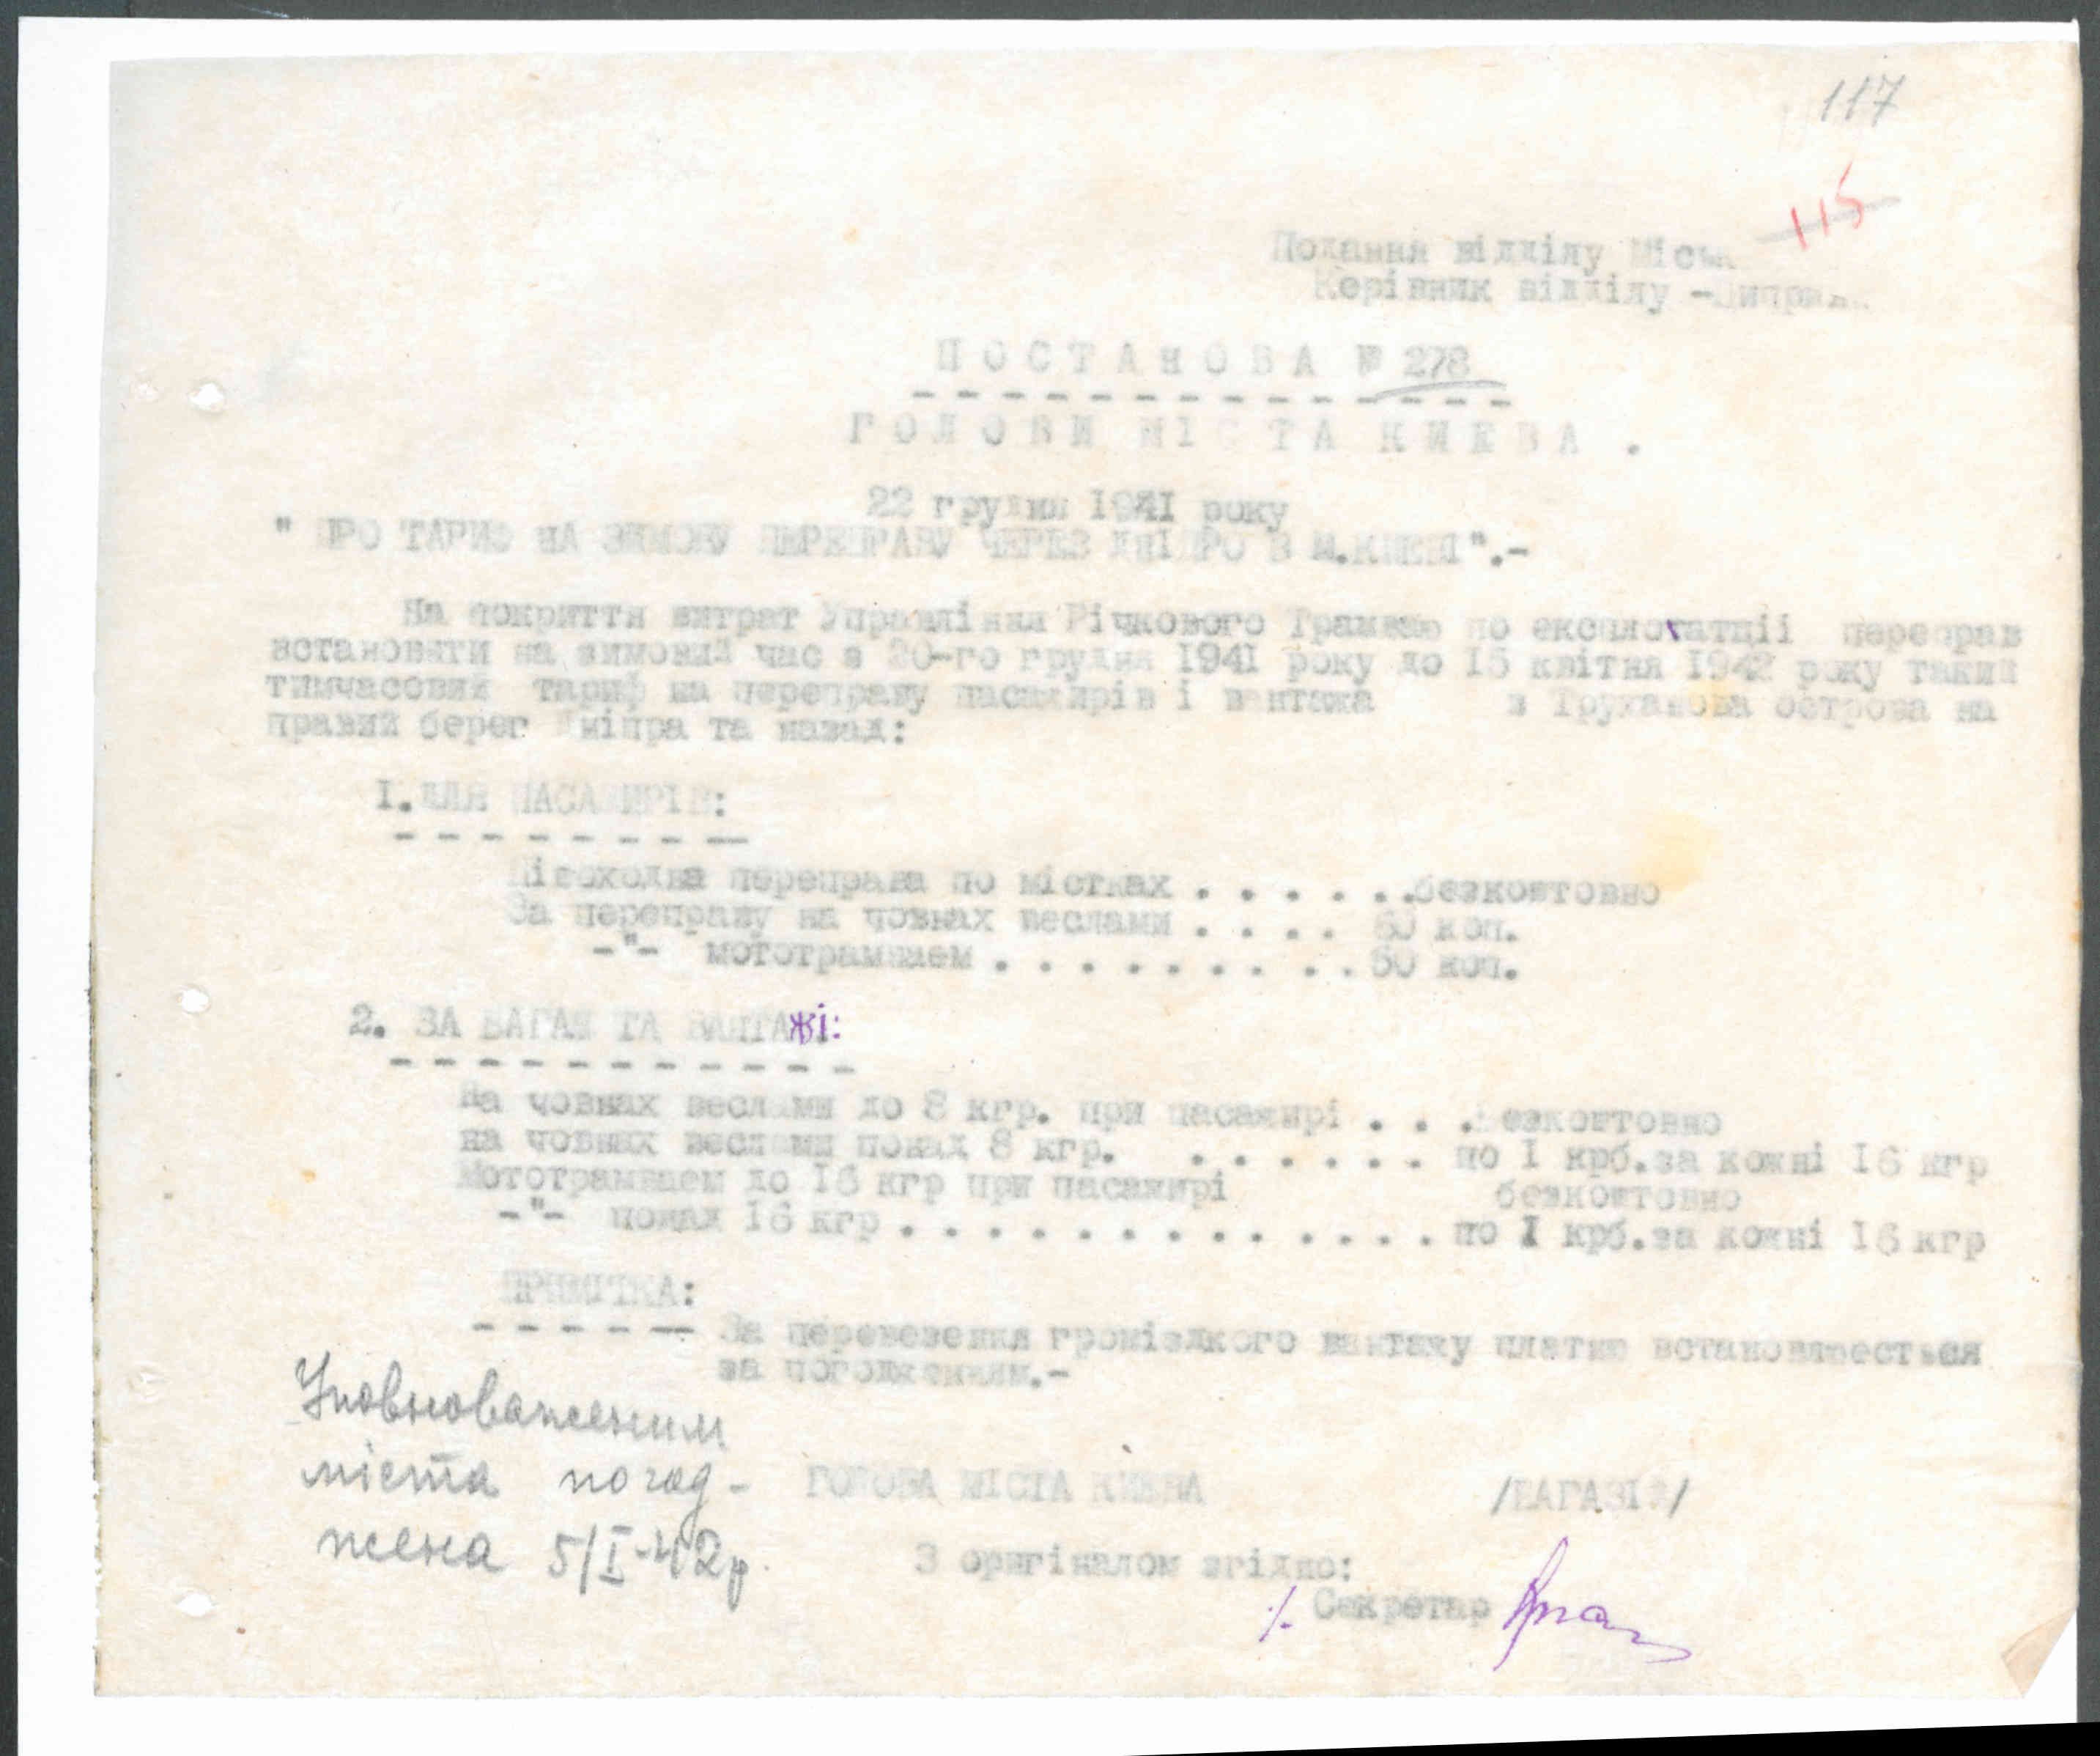 117
115
Подання відділу Міськ
Керівник відділу -
ПОСТАНОВА № 278
ГОЛОВИ МІСТА КИЄВА .
22 грудня 1941 року
" ПРО ТАРИФ НА ЗИМОВУ ПЕРЕПРАВУ ЧЕРЕЗ ДНІПРО В М.КИЄВІ".-
На покриття витрат Управління Річкового Трамваю по експлотатції переправ
встановити на зимовий час з 20-го грудня 1941 року до 15 квітня 1942 року такий
тимчасовий тариф на переправу пасажирів і вантажа з Труханова острова на
правий берег Дніпра та назад:
1.ДЛЯ ПАСАЖИРІВ:
Пішохідна переправа по містках . . . . . .безкоштовно
За переправу на човнах веслами . . . . коп.
-"- мототрамваєм . . . . . . . . . . коп.
2. ЗА БАГАЖ ТА ВАНТАЖІ:
На човнах веслами до 8 кгр. при пасажирі . . .Безкоштовно
на човнах веслами понад 8 кгр. . . . . . . по 1 крб.за кожні 16 кгр
Мототрамваєм до 16 кгр при пасажирі безкоштовно
-"- понад 16 кгр . . . . . . . . . . . . . . по 1 крб.за кожні 16 кгр
ПРИМІТКА:
За перевезення громіздкого вантажу платню встановлюється
за погодженням.-
Уповноваженим
міста погод-
жена 5/І-42р.
ГОЛОВА МІСТА КИЄВА /БАГАЗІЙ/
З оригіналом згідно:
Секретар